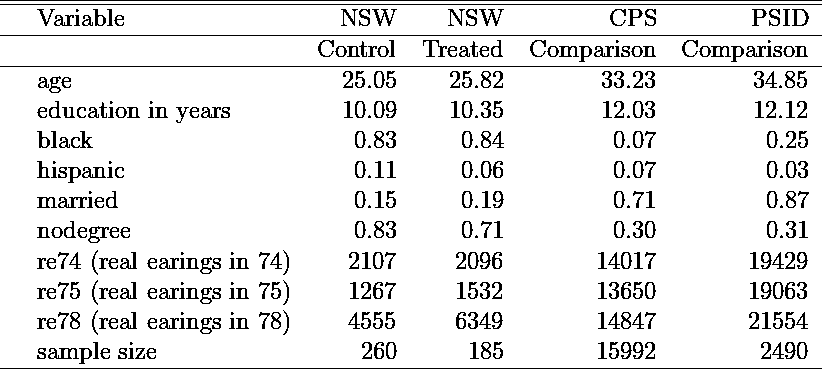 Variable NSW NSW CPS PSID
Control Treated Comparison Comparison
age 25.05 25.82 33.23 34.85
education in years 10.09 10.35 12.03 12.12
black 0.83 0.84 0.07 0.25
hispanic 0.11 0.06 0.07 0.03
married 0.15 0.19 0.71 0.87
nodegree 0.83 0.71 0.30 0.31
re74 (real earings in 74) 2107 2096 14017 19429
re75 (real earings in 75) 1267 1532 13650 19063
re78 (real earings in 78) 4555 6349 14847 21554
sample size 260 185 15992 2490